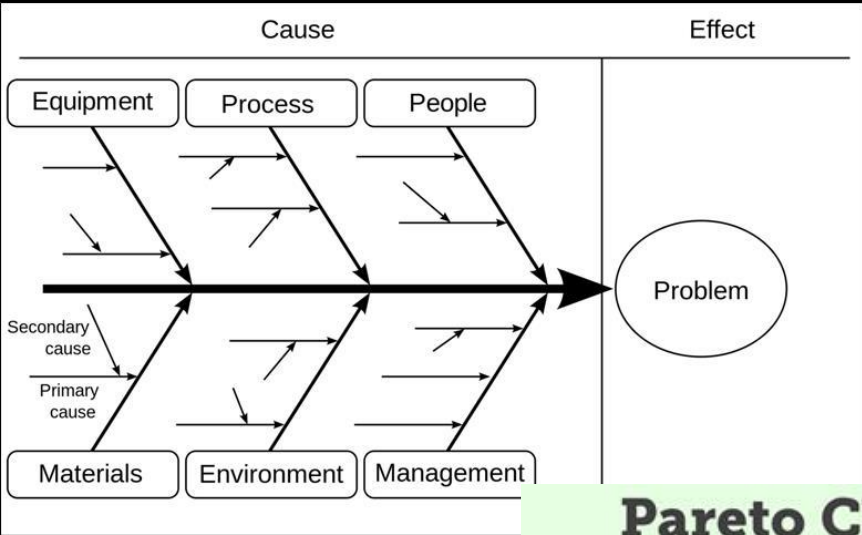 Cause
Effect
Equipment
Process
People
Problem
Secondary
cause
Primary
cause
Materials
Environment
Management
Pareto